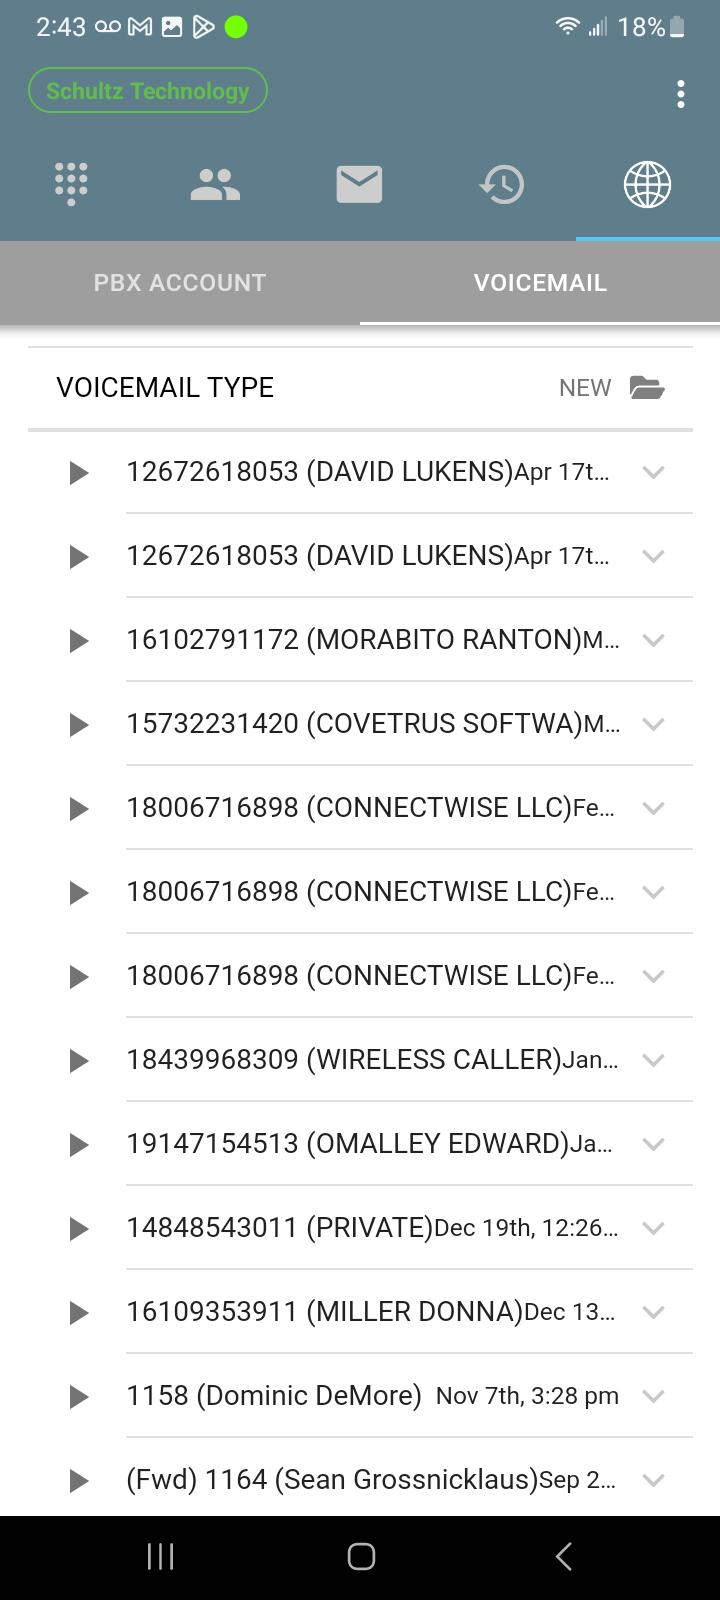 2:43 18%
Schultz Technology
PBX ACCOUNT VOICEMAIL
VOICEMAIL TYPE NEW
12672618053 (DAVID LUKENS)Apr 17t...
12672618053 (DAVID LUKENS)Apr 17t...
16102791172 (MORABITO RANTON)M...
15732231420 (COVETRUS SOFTWA)M...
18006716898 (CONNECTWISE LLC)Fe...
18006716898 (CONNECTWISE LLC)Fe...
18006716898 (CONNECTWISE LLC)Fe...
18439968309 (WIRELESS CALLER)Jan...
19147154513 (OMALLEY EDWARD)Ja...
14848543011 (PRIVATE)Dec 19th, 12:26...
16109353911 (MILLER DONNA)Dec 13...
1158 (Dominic DeMore) Nov 7th, 3:28 pm
(Fwd) 1164 (Sean Grossnicklaus)Sep 2...